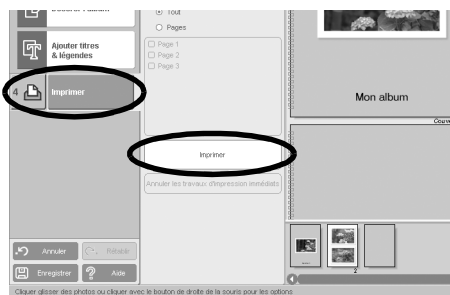 Tout
Pages
Ajouter titres
& légendes
Page 1
Page 2
Page 3
4 Imprimer
Mon album
Imprimer
Annuler les travaux d'impression immédiats
Annuler
Rétablir
Enregistrer
? Aide
2
Cliquer glisser des photos ou cliquer avec le bouton de droite de la souris pour les options